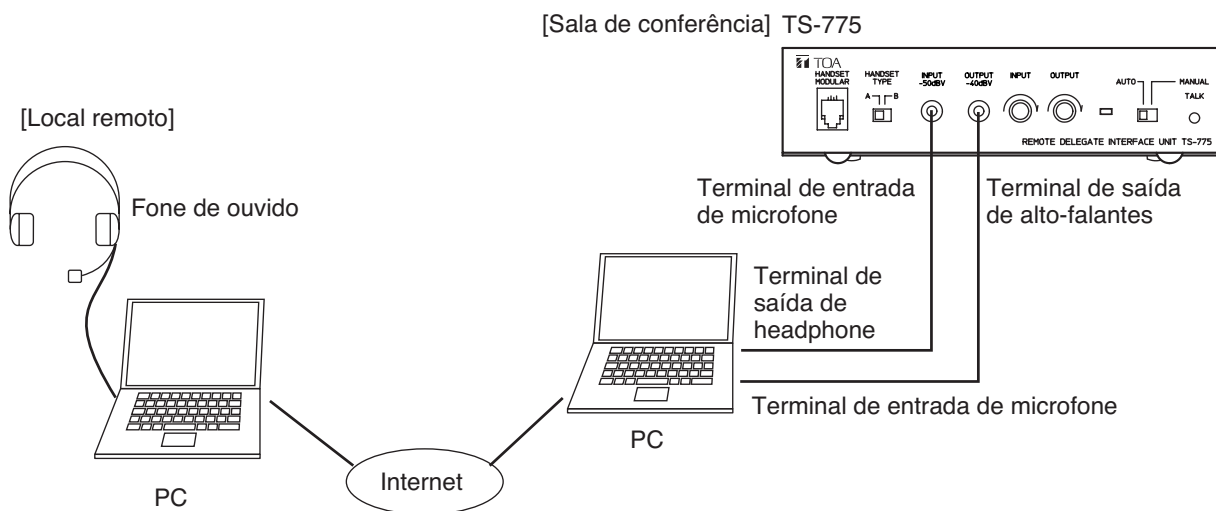 [Sala de conferência] TS-775
TOA
HANDSET
MODULAR
HANDSET
TYPE
A
B
INPUT
-50dBV
OUTPUT
-40dBV
INPUT
OUTPUT
AUTO
MANUAL
TALK
REMOTE DELEGATE INTERFACE UNIT TS-775
[Local remoto]
Fone de ouvido
Terminal de entrada
de microfone
Terminal de saída
de alto-falantes
Terminal de
saída de
headphone
Terminal de entrada de microfone
PC
Internet
PC